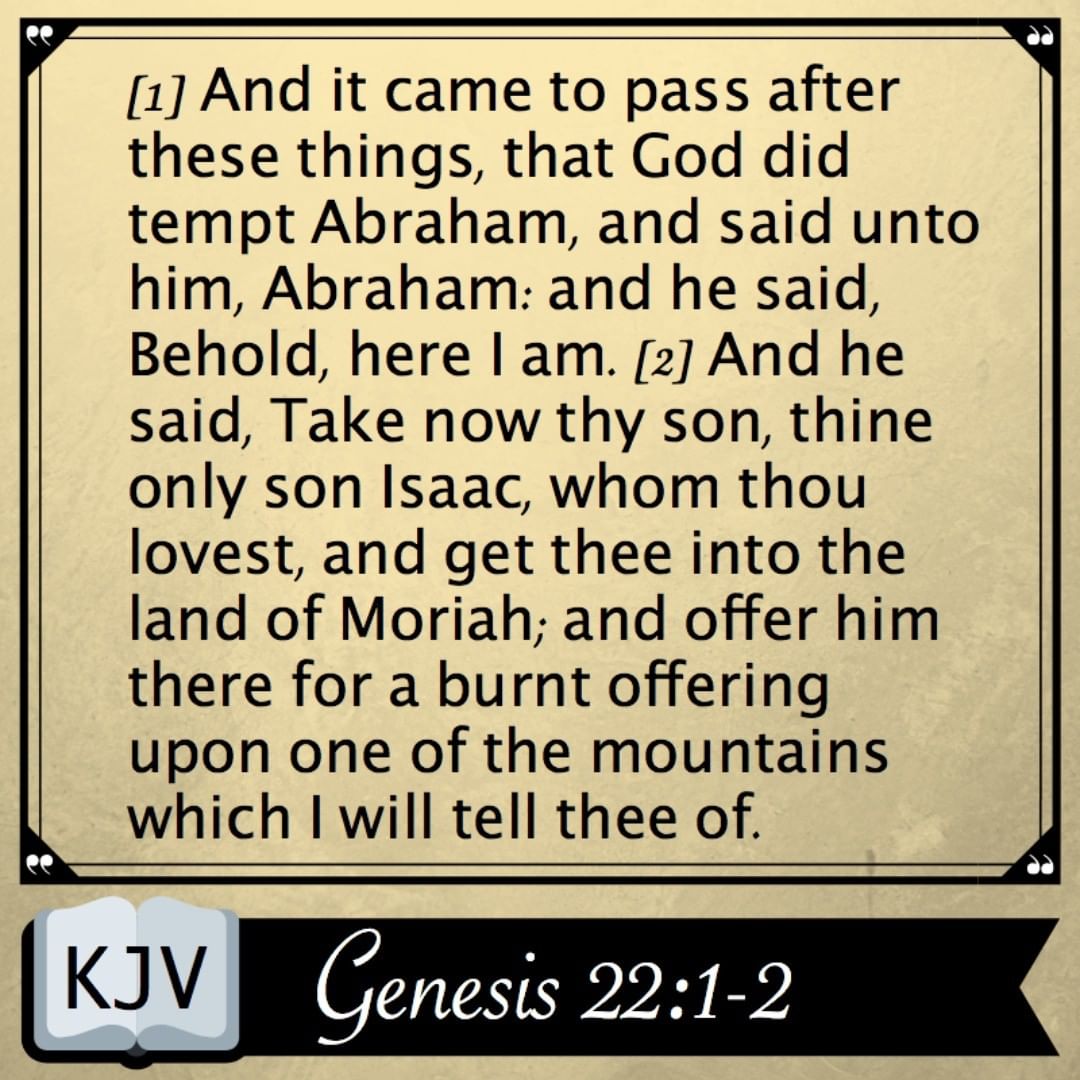 [1] And it came to pass after
these things, that God did
tempt Abraham, and said unto
him, Abraham: and he said,
Behold, here I am. [2] And he
said, Take now thy son, thine
only son Isaac, whom thou
lovest, and get thee into the
land of Moriah; and offer him
there for a burnt offering
upon one of the mountains
which I will tell thee of.
KJV
Genesis 22:1-2